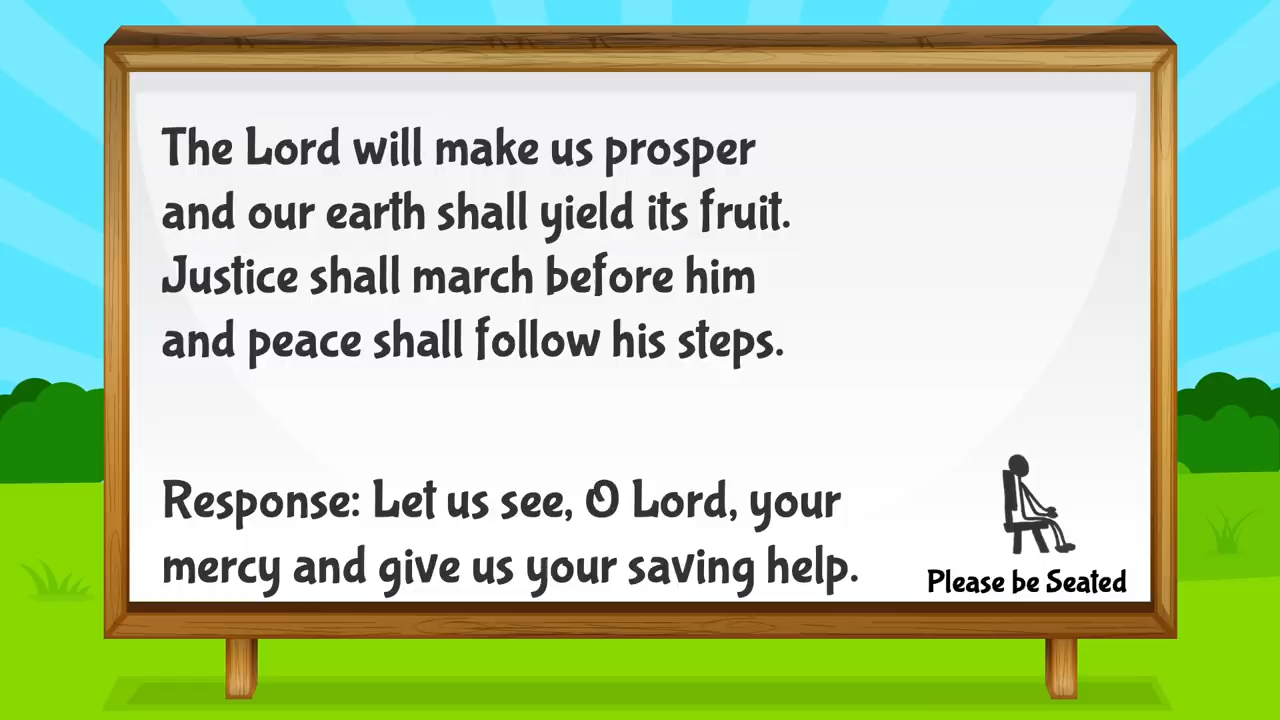 The Lord will make us prosper
and our earth shall yield its fruit.
Justice shall march before him
and peace shall follow his steps.
Response: Let us see, O Lord, your
mercy and give us your saving help.
Please be Seated